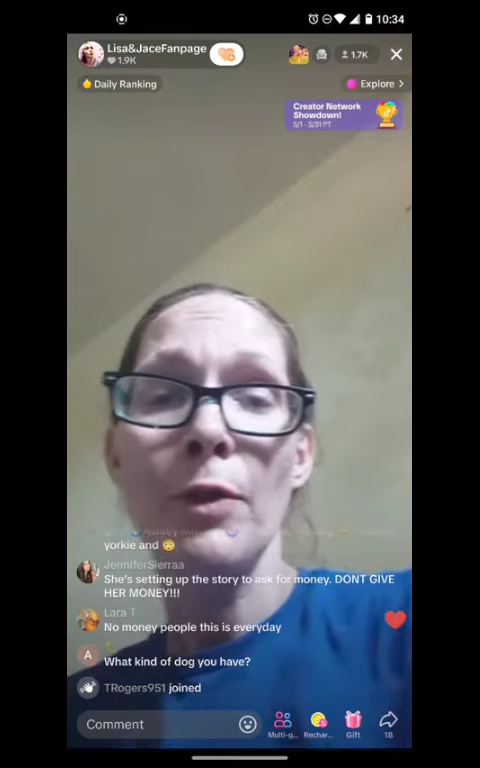 10:34
Lisa&JaceFanpage
1.9K
1.7K
Daily Ranking
Explore
Creator Network
Showdown!
5/1 - 5/31 PT
yorkie and 😳
JenniferSierraa
She's setting up the story to ask for money. DONT GIVE
HER MONEY!!!
Lara T
No money people this is everyday
A
What kind of dog you have?
TRogers951 joined
Comment
Multi-g...
Rechar...
Gift
18